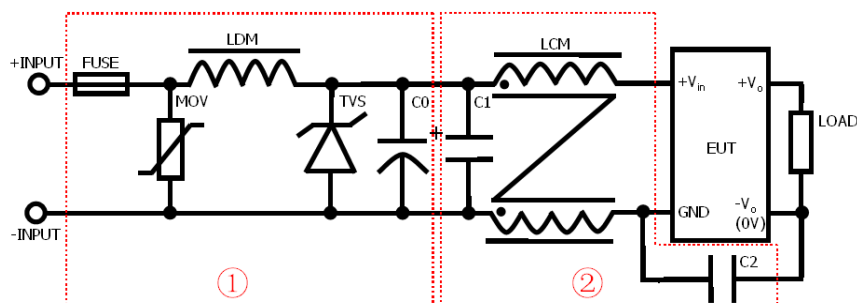 LDM
LCM
+INPUT
FUSE
MOV
TVS
C0
C1
+
+Vin
+Vo
LOAD
EUT
GND
-Vo
(0V)
-INPUT
C2
①
②